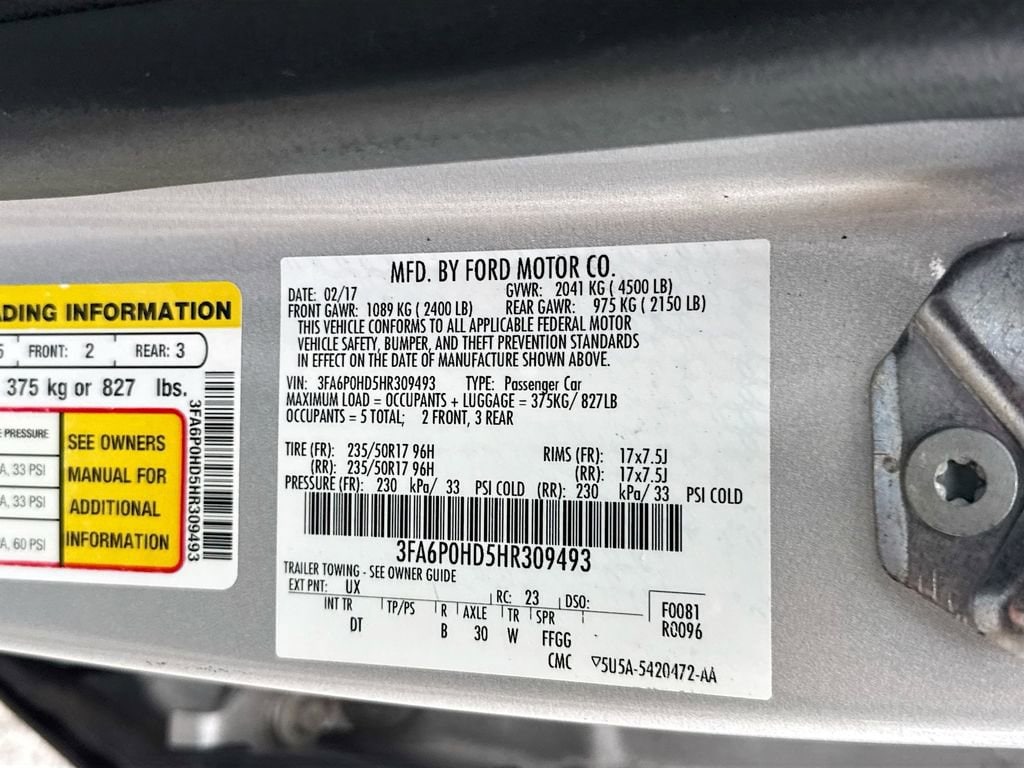 ADING INFORMATION
5 FRONT: 2 REAR: 3
375 kg or 827 lbs.
PRESSURE
A, 33 PSI
A, 33 PSI
A, 60 PSI
SEE OWNERS
MANUAL FOR
ADDITIONAL
INFORMATION
3FA6P0HD5HR309493
MFD. BY FORD MOTOR CO.
DATE: 02/17 GVWR: 2041 KG ( 4500 LB)
FRONT GAWR: 1089 KG ( 2400 LB) REAR GAWR: 975 KG ( 2150 LB)
THIS VEHICLE CONFORMS TO ALL APPLICABLE FEDERAL MOTOR
VEHICLE SAFETY, BUMPER, AND THEFT PREVENTION STANDARDS
IN EFFECT ON THE DATE OF MANUFACTURE SHOWN ABOVE.
VIN: 3FA6P0HD5HR309493 TYPE: Passenger Car
MAXIMUM LOAD = OCCUPANTS + LUGGAGE = 375KG/ 827LB
OCCUPANTS = 5 TOTAL; 2 FRONT, 3 REAR
TIRE (FR): 235/50R17 96H RIMS (FR): 17x7.5J
(RR): 235/50R17 96H (RR): 17x7.5J
PRESSURE (FR): 230 kPa/ 33 PSI COLD (RR): 230 kPa/ 33 PSI COLD
3FA6P0HD5HR309493
TRAILER TOWING - SEE OWNER GUIDE
EXT PNT: UX RC: 23 DSO: F0081
INT TR TP/PS R AXLE TR SPR R0096
DT B 30 W FFGG
CMC ▽5U5A-5420472-AA